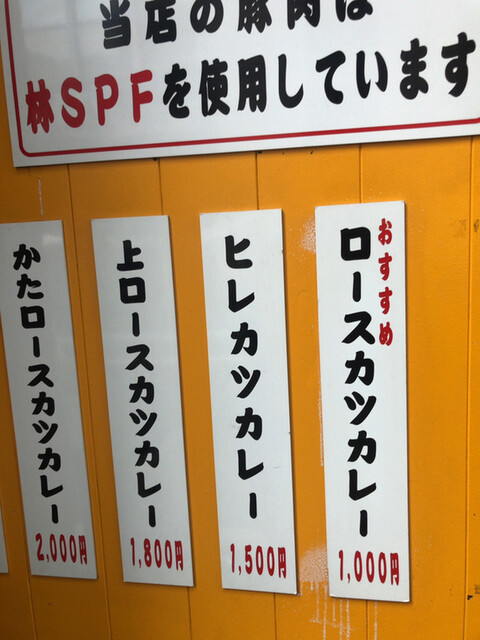 当店の豚肉は
林SPFを使用しています
おすすめ
ロースカツカレー
1,000円
ヒレカツカレー
1,500円
上ロースカツカレー
1,800円
かたロースカツカレー
2,000円